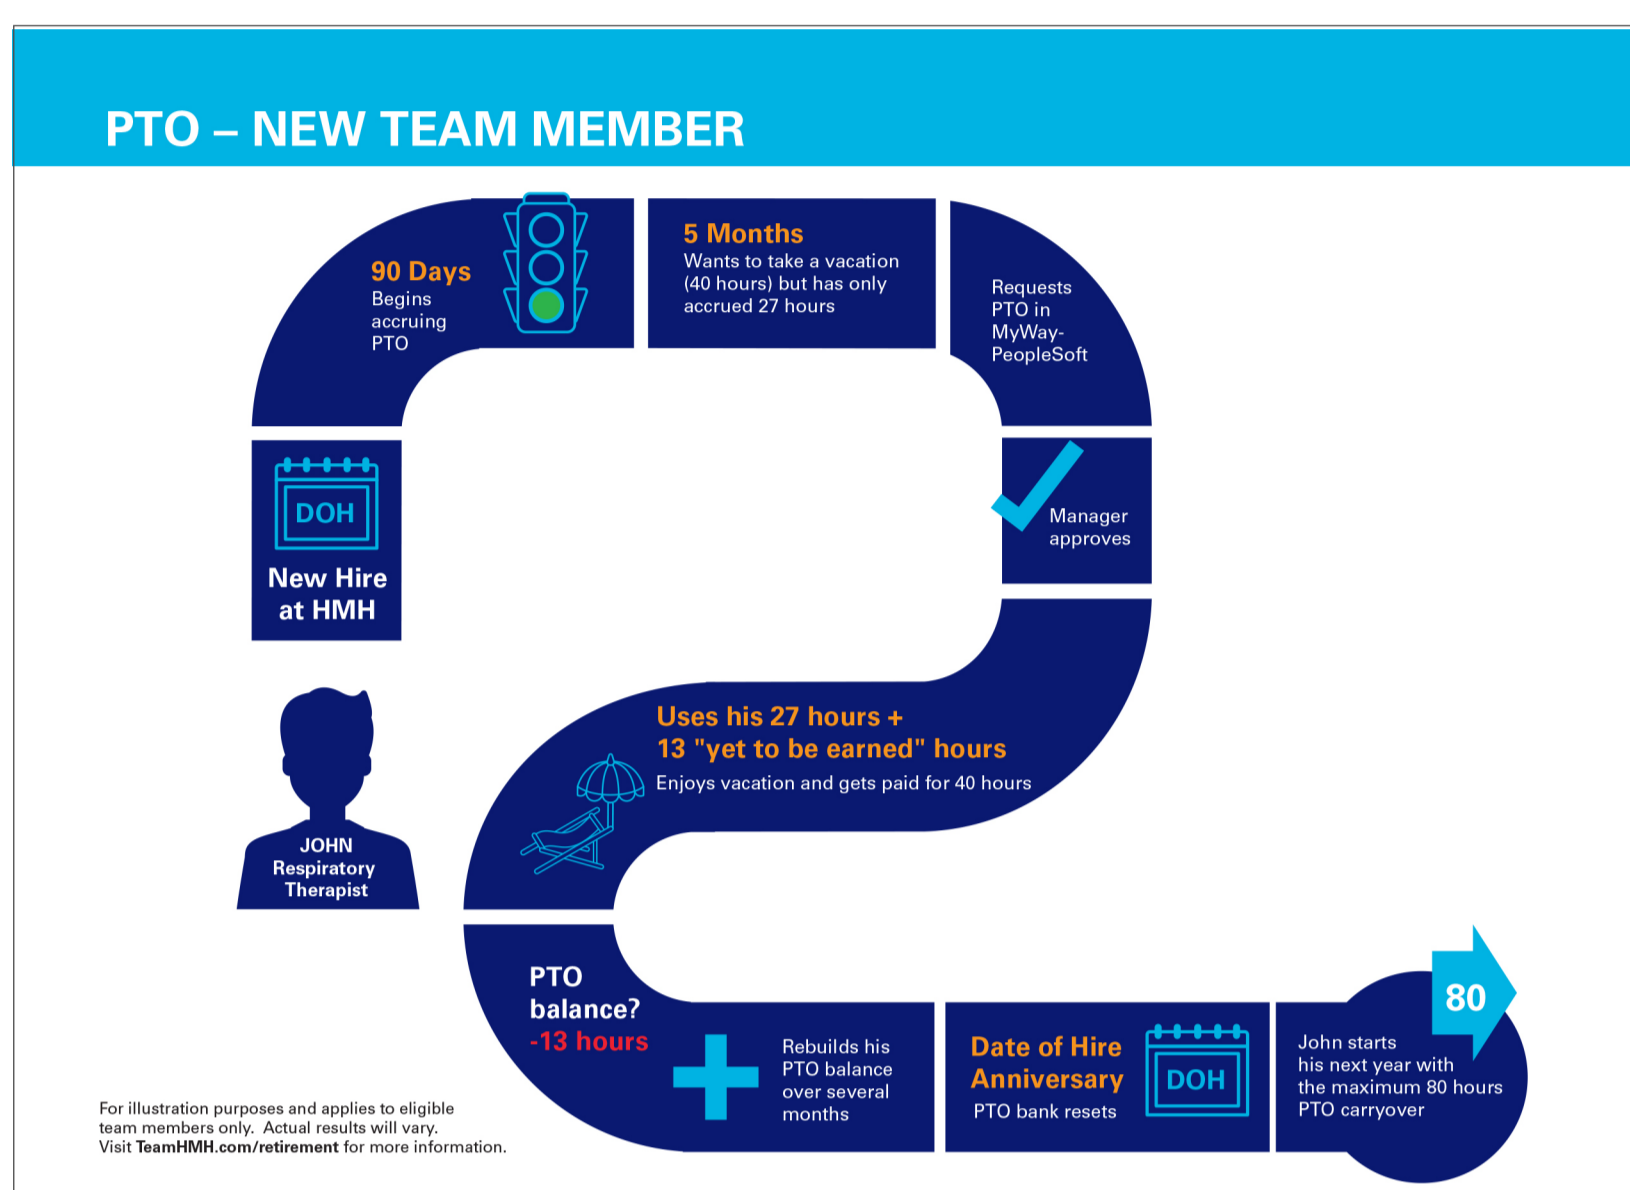 PTO – NEW TEAM MEMBER
JOHN
Respiratory
Therapist
DOH
New Hire
at HMH
90 Days
Begins
accruing
PTO
5 Months
Wants to take a vacation
(40 hours) but has only
accrued 27 hours
Requests
PTO in
MyWay-
PeopleSoft
Manager
approves
Uses his 27 hours +
13 "yet to be earned" hours
Enjoys vacation and gets paid for 40 hours
PTO
balance?
-13 hours
Rebuilds his
PTO balance
over several
months
Date of Hire
Anniversary
PTO bank resets
DOH
80
John starts
his next year with
the maximum 80 hours
PTO carryover
For illustration purposes and applies to eligible
team members only.  Actual results will vary.
Visit TeamHMH.com/retirement for more information.